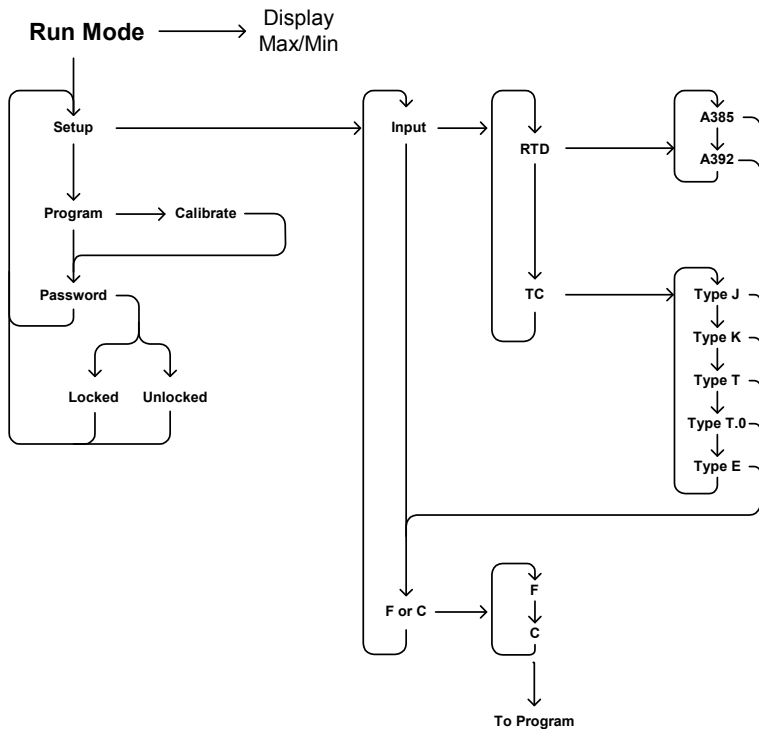 Run Mode
Display
Max/Min
Setup
Input
RTD
A385
A392
Program
Calibrate
Password
TC
Type J
Type K
Type T
Type T.0
Type E
Locked
Unlocked
F or C
F
C
To Program